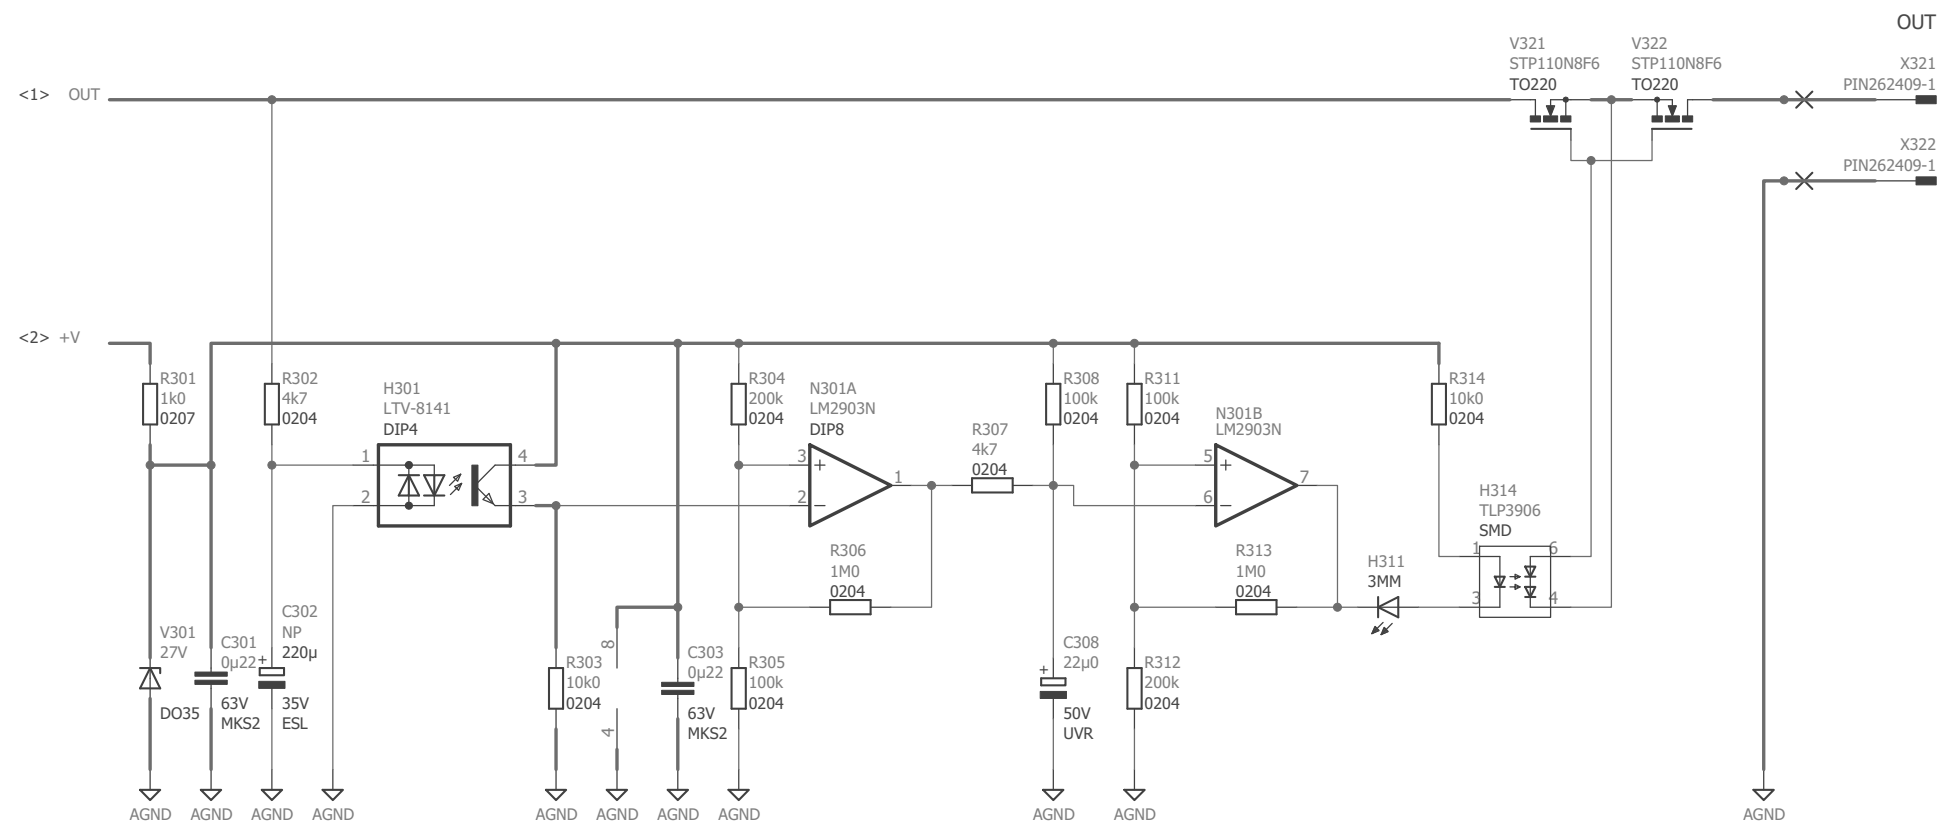 OUT
V321
STP110N8F6
TO220
V322
STP110N8F6
TO220
X321
PIN262409-1
<1> OUT
X322
PIN262409-1
<2> +V
R301
1k0
0207
R302
4k7
0204
H301
LTV-8141
DIP4
1
2
4
3
R304
200k
0204
N301A
LM2903N
DIP8
3
+
2
–
1
R307
4k7
0204
R308
100k
0204
R311
100k
0204
N301B
LM2903N
5
+
6
–
7
R314
10k0
0204
H314
TLP3906
SMD
1
6
3
4
R306
1M0
0204
R313
1M0
0204
H311
3MM
V301
27V
DO35
C301
0µ22
63V
MKS2
C302
NP
220µ
+
35V
ESL
R303
10k0
0204
8
4
C303
0µ22
63V
MKS2
R305
100k
0204
C308
22µ0
+
50V
UVR
R312
200k
0204
AGND AGND AGND AGND AGND AGND AGND AGND AGND AGND AGND